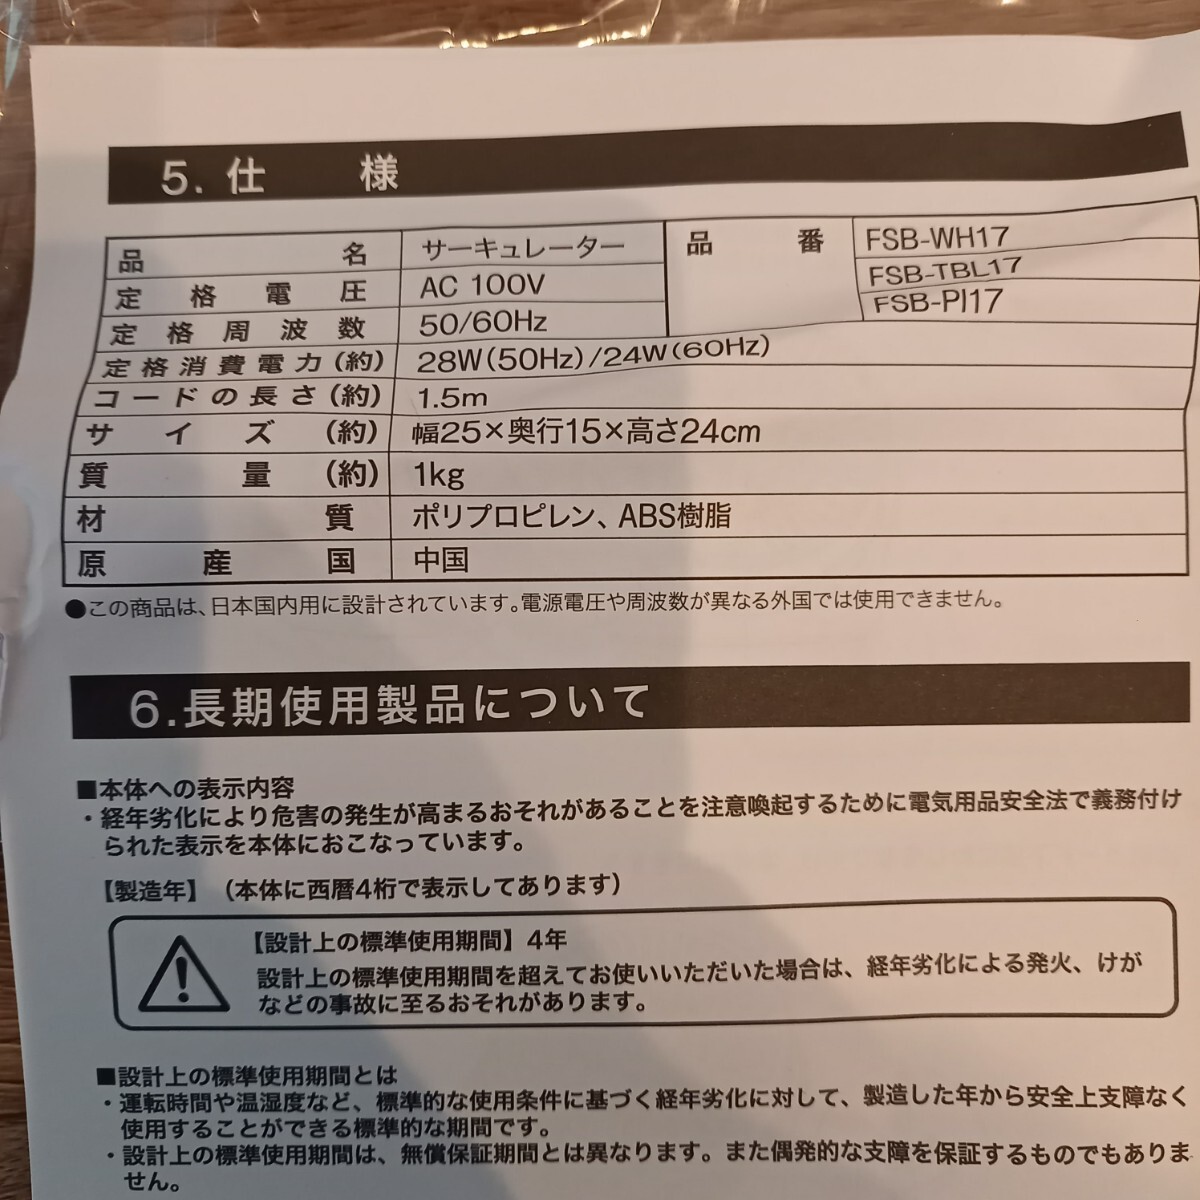 5. 仕 様
品名 サーキュレーター 品番 FSB-WH17
FSB-TBL17
FSB-PI17
定格電圧 AC 100V
定格周波数 50/60Hz
定格消費電力(約) 28W(50Hz)/24W(60Hz)
コードの長さ(約) 1.5m
サイズ(約) 幅25×奥行15×高さ24cm
質量(約) 1kg
材質 ポリプロピレン、ABS樹脂
原産国 中国
●この商品は、日本国内用に設計されています。電源電圧や周波数が異なる外国では使用できません。
6.長期使用製品について
■本体への表示内容
・経年劣化により危害の発生が高まるおそれがあることを注意喚起するために電気用品安全法で義務付け
られた表示を本体におこなっています。
【製造年】（本体に西暦4桁で表示してあります）
【設計上の標準使用期間】4年
設計上の標準使用期間を超えてお使いいただいた場合は、経年劣化による発火、けが
などの事故に至るおそれがあります。
■設計上の標準使用期間とは
・運転時間や温湿度など、標準的な使用条件に基づく経年劣化に対して、製造した年から安全上支障なく
使用することができる標準的な期間です。
・設計上の標準使用期間は、無償保証期間とは異なります。また偶発的な支障を保証するものでもありま
せん。